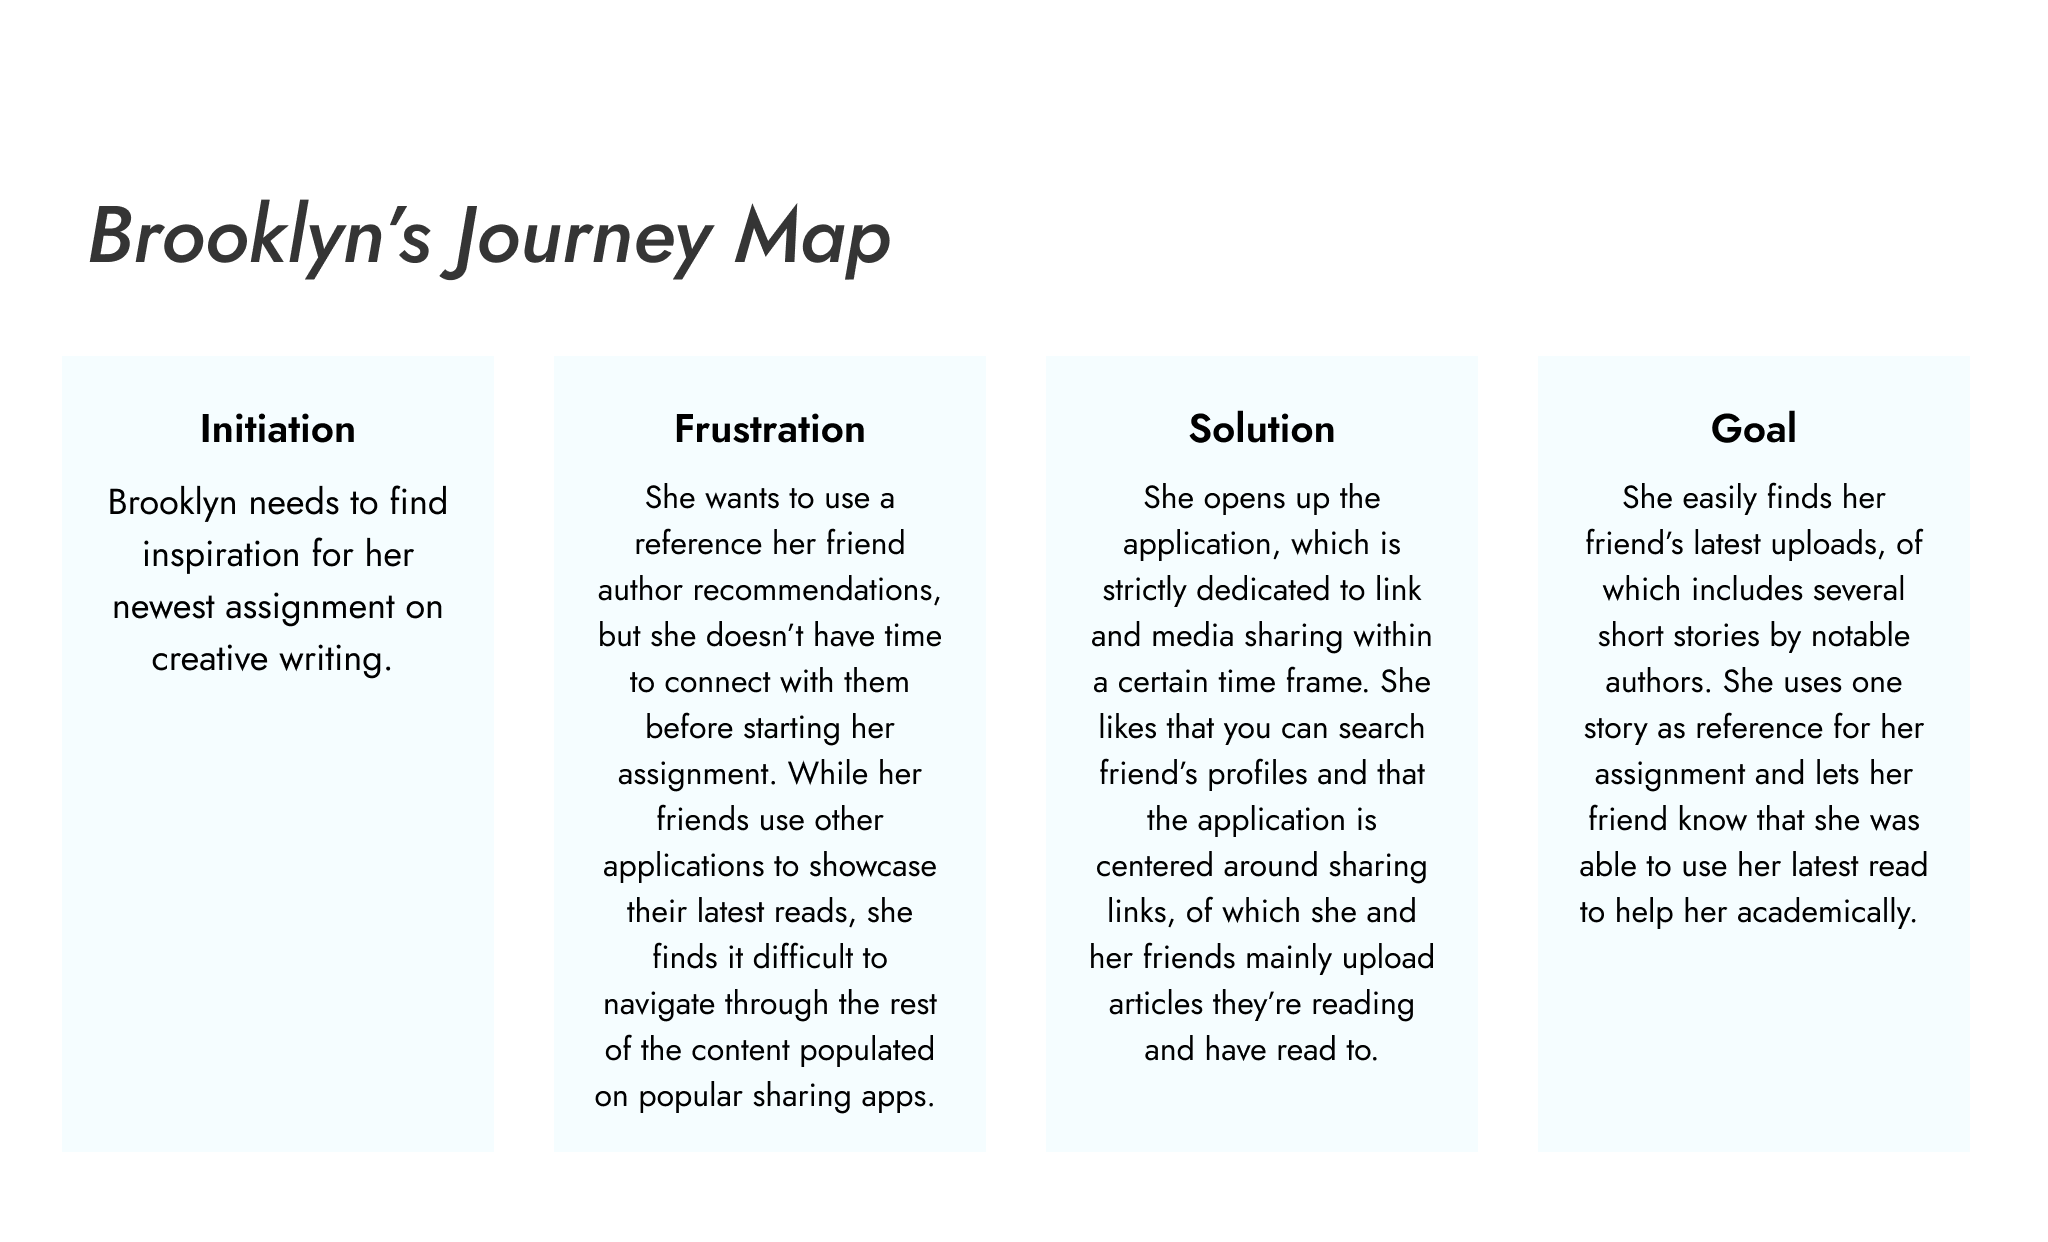 Brooklyn’s Journey Map
Initiation
Brooklyn needs to find
inspiration for her
newest assignment on
creative writing.
Frustration
She wants to use a
reference her friend
author recommendations,
but she doesn’t have time
to connect with them
before starting her
assignment. While her
friends use other
applications to showcase
their latest reads, she
finds it difficult to
navigate through the rest
of the content populated
on popular sharing apps.
Solution
She opens up the
application, which is
strictly dedicated to link
and media sharing within
a certain time frame. She
likes that you can search
friend’s profiles and that
the application is
centered around sharing
links, of which she and
her friends mainly upload
articles they’re reading
and have read to.
Goal
She easily finds her
friend’s latest uploads, of
which includes several
short stories by notable
authors. She uses one
story as reference for her
assignment and lets her
friend know that she was
able to use her latest read
to help her academically.